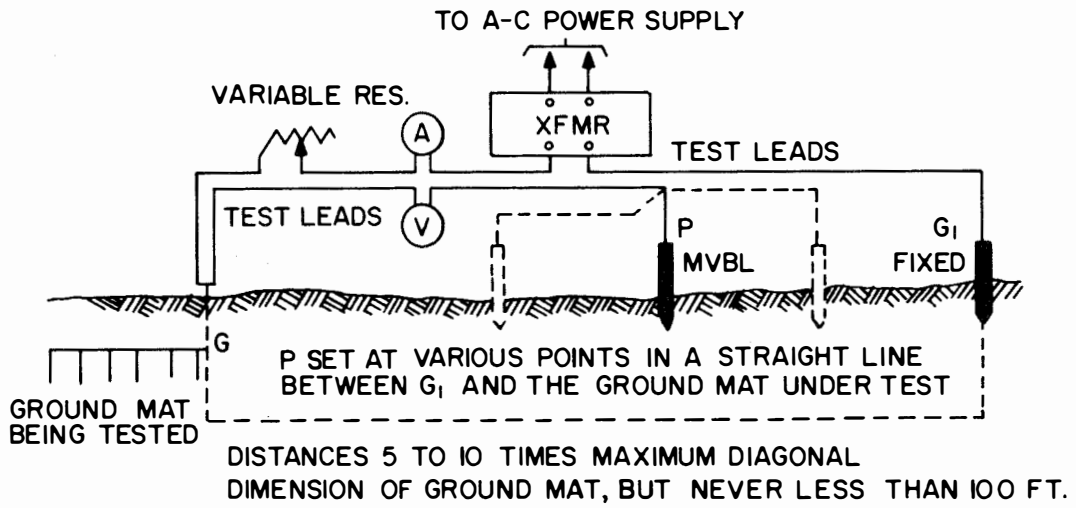 TO A-C POWER SUPPLY
VARIABLE RES.
A
XFMR
TEST LEADS
TEST LEADS
V
P
G₁
MVBL
FIXED
G
P SET AT VARIOUS POINTS IN A STRAIGHT LINE
BETWEEN G₁ AND THE GROUND MAT UNDER TEST
GROUND MAT
BEING TESTED
DISTANCES 5 TO 10 TIMES MAXIMUM DIAGONAL
DIMENSION OF GROUND MAT, BUT NEVER LESS THAN 100 FT.